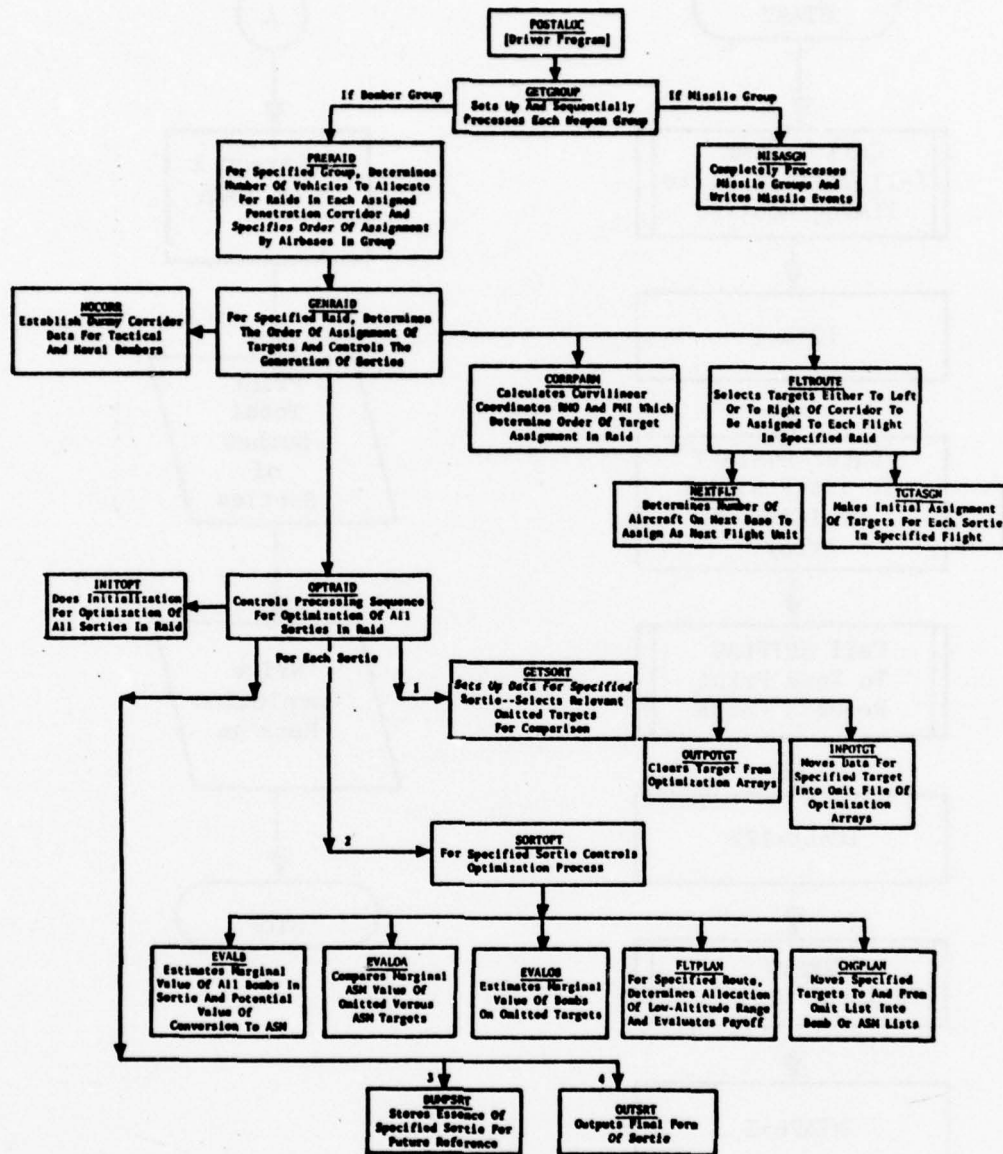 POSTALOC
[Driver Program]
GETGROUP
Sets Up And Sequentially
Processes Each Weapon Group
If Bomber Group
If Missile Group
PRERAID
For Specified Group, Determines
Number Of Vehicles To Allocate
For Raids In Each Assigned
Penetration Corridor And
Specifies Order Of Assignment
By Airbases In Group
MISASGN
Completely Processes
Missile Groups And
Writes Missile Events
NOCORR
Establish Dummy Corridor
Data For Tactical
And Naval Bombers
GENRAID
For Specified Raid, Determines
The Order Of Assignment Of
Targets And Controls The
Generation Of Sorties
CORRPARM
Calculates Curvilinear
Coordinates RHO And PHI Which
Determine Order Of Target
Assignment In Raid
FLTROUTE
Selects Targets Either To Left
Or To Right Of Corridor To
Be Assigned To Each Flight
In Specified Raid
NEXTFLT
Determines Number Of
Aircraft On Next Base To
Assign As Next Flight Unit
TGTASGN
Makes Initial Assignment
Of Targets For Each Sortie
In Specified Flight
INITOPT
Does Initialization
For Optimization Of
All Sorties In Raid
OPTRAID
Controls Processing Sequence
For Optimization Of All
Sorties In Raid
For Each Sortie
1
GETSORT
Sets Up Data For Specified
Sortie--Selects Relevant
Omitted Targets
For Comparison
OUTPOTGT
Clears Target From
Optimization Arrays
INPOTGT
Moves Data For
Specified Target
Into Omit File Of
Optimization
Arrays
2
SORTOPT
For Specified Sortie Controls
Optimization Process
EVALB
Estimates Marginal
Value Of All Bombs In
Sortie And Potential
Value Of
Conversion To ASM
EVALOA
Compares Marginal
ASM Value Of
Omitted Versus
ASM Targets
EVALOB
Estimates Marginal
Value Of Bombs
On Omitted Targets
FLTPLAN
For Specified Route,
Determines Allocation
Of Low-Altitude Range
And Evaluates Payoff
CHGPLAN
Moves Specified
Targets To And From
Omit List Into
Bomb Or ASM Lists
3
DUMPSRT
Stores Essence Of
Specified Sortie For
Future Reference
4
OUTSRT
Outputs Final Form
Of Sortie